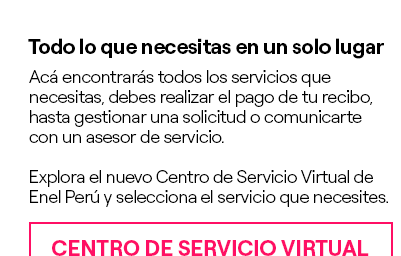 Todo lo que necesitas en un solo lugar
Acá encontrarás todos los servicios que
necesitas, debes realizar el pago de tu recibo,
hasta gestionar una solicitud o comunicarte
con un asesor de servicio.
Explora el nuevo Centro de Servicio Virtual de
Enel Perú y selecciona el servicio que necesites.
CENTRO DE SERVICIO VIRTUAL